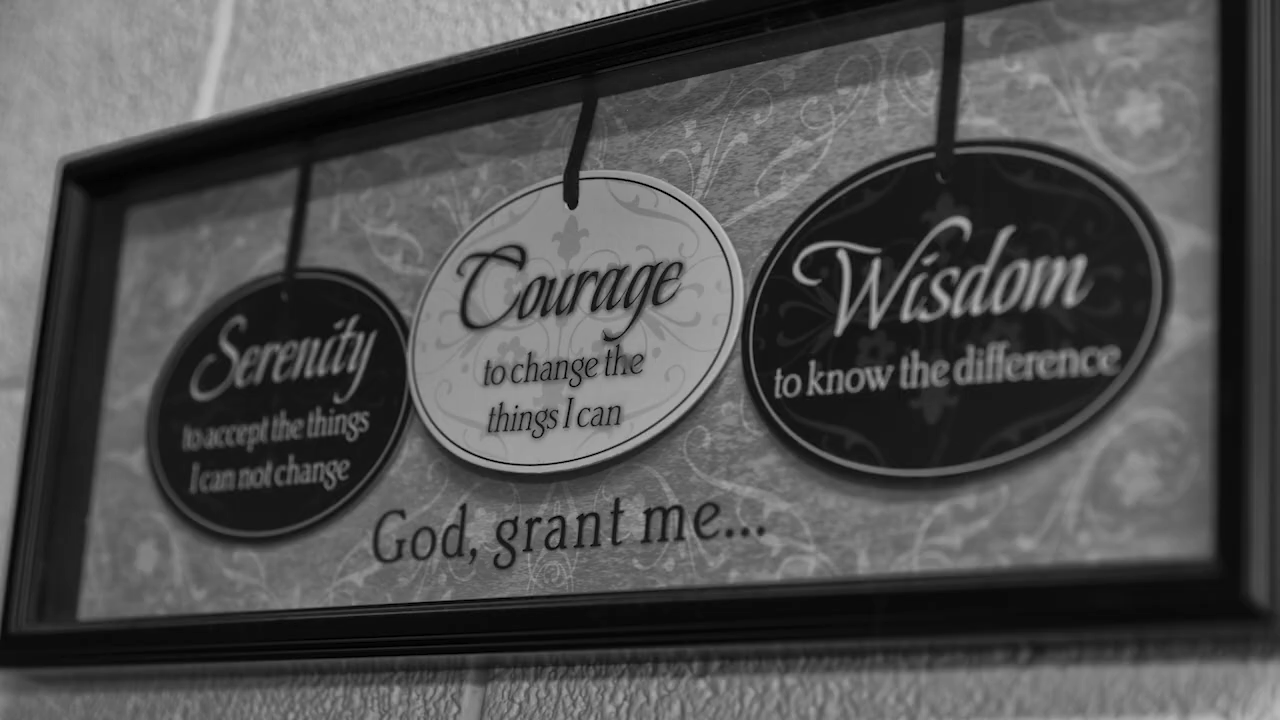 Serenity
to accept the things
I can not change
Courage
to change the
things I can
Wisdom
to know the difference
God, grant me...